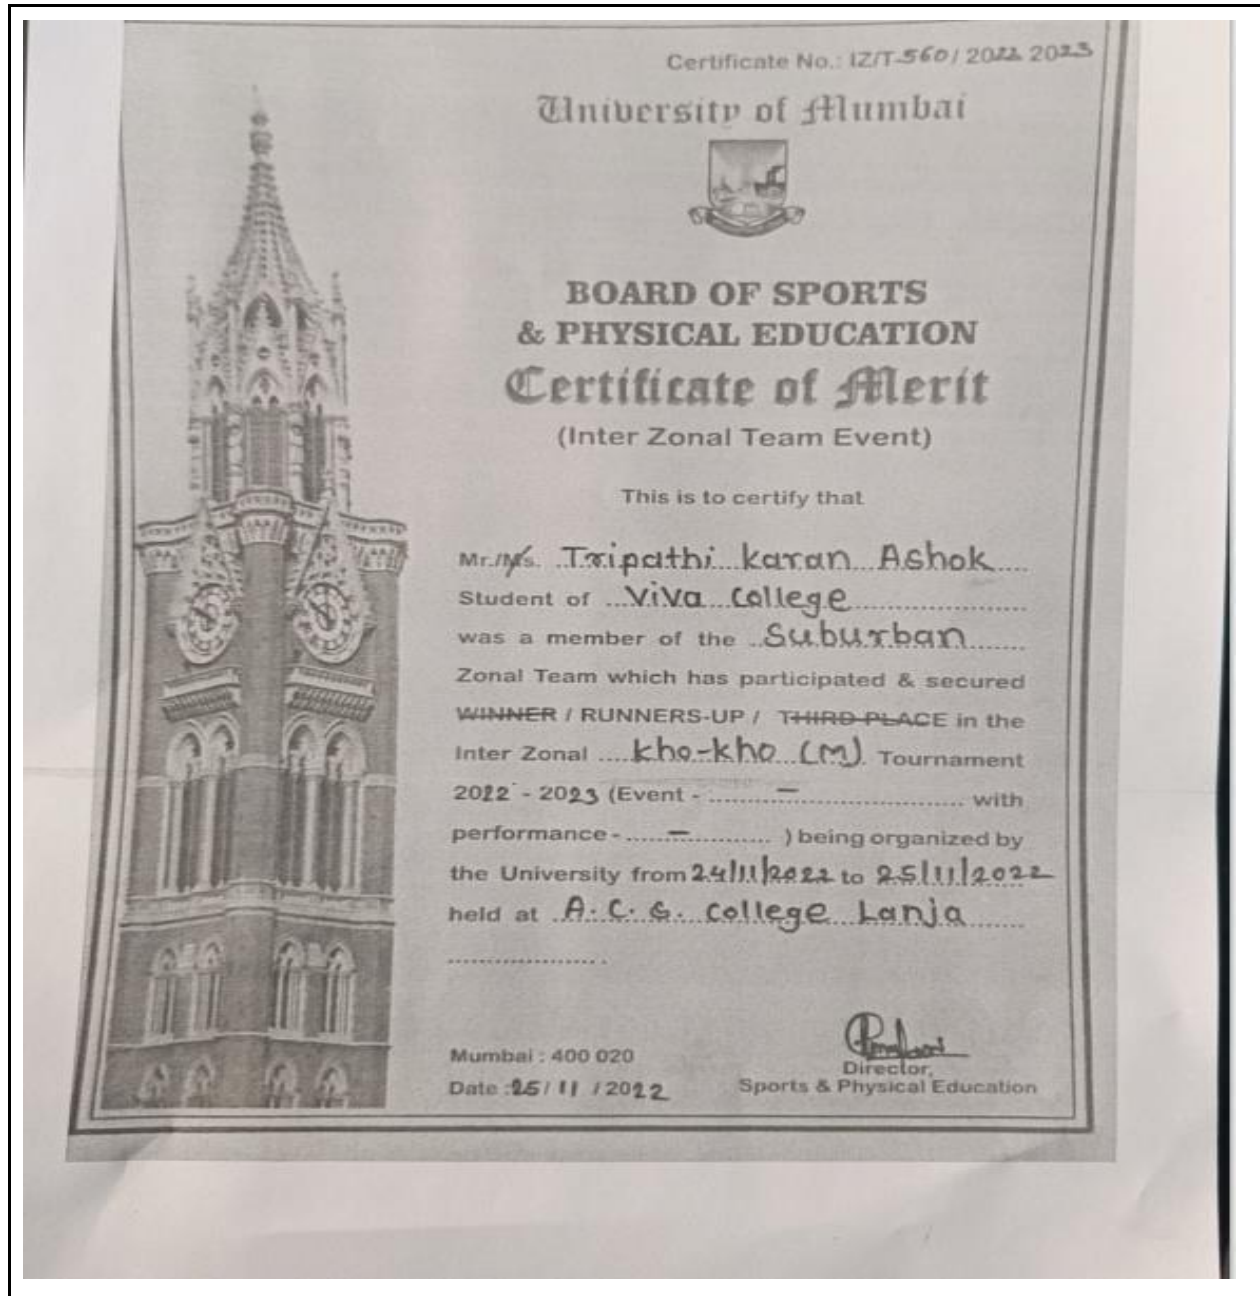 Certificate No.: IZ/T-560/ 2022 2023
University of Mumbai
BOARD OF SPORTS
& PHYSICAL EDUCATION
Certificate of Merit
(Inter Zonal Team Event)
This is to certify that
Mr./Ms. Tripathi karan Ashok
Student of Viva College
was a member of the Suburban
Zonal Team which has participated & secured
WINNER / RUNNERS-UP / THIRD PLACE in the
Inter Zonal kho-kho (M) Tournament
2022 - 2023 (Event - – with
performance - – ) being organized by
the University from 24/11/2022 to 25/11/2022
held at A. C. S. College Lanja
Mumbai : 400 020
Director,
Date : 25/ 11 /2022 Sports & Physical Education